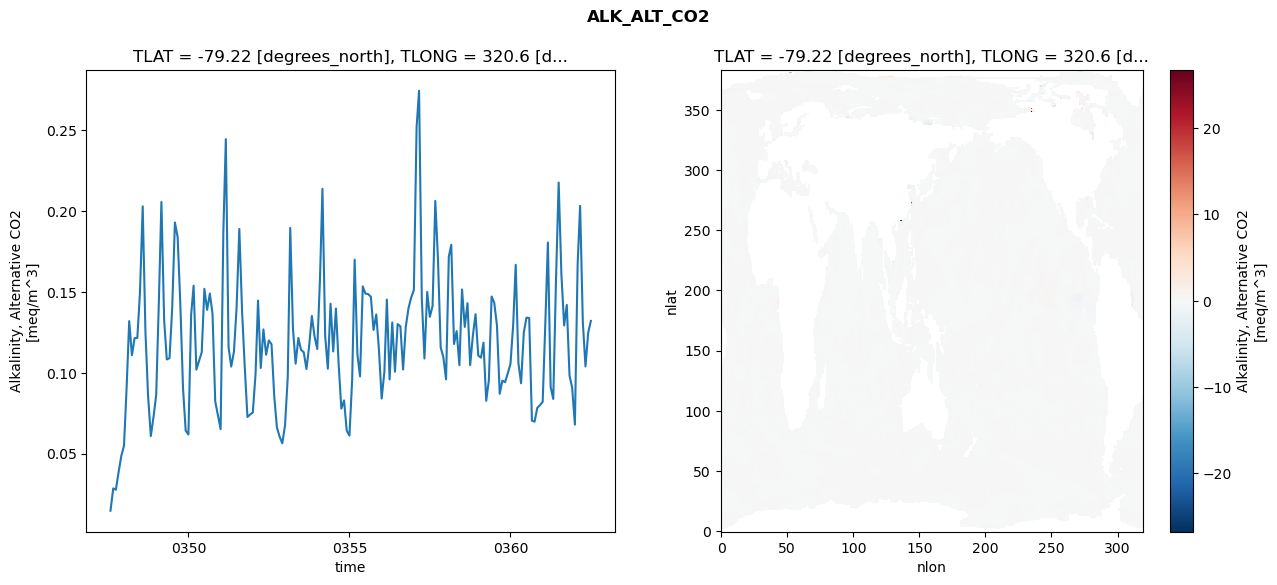 ALK_ALT_CO2
TLAT = -79.22 [degrees_north], TLONG = 320.6 [d...
0.25
0.20
0.15
0.10
0.05
Alkalinity, Alternative CO2
[meq/m^3]
0350
0355
0360
time
TLAT = -79.22 [degrees_north], TLONG = 320.6 [d...
350
300
250
200
150
100
50
0
nlat
0
50
100
150
200
250
300
nlon
20
10
0
−10
−20
Alkalinity, Alternative CO2
[meq/m^3]